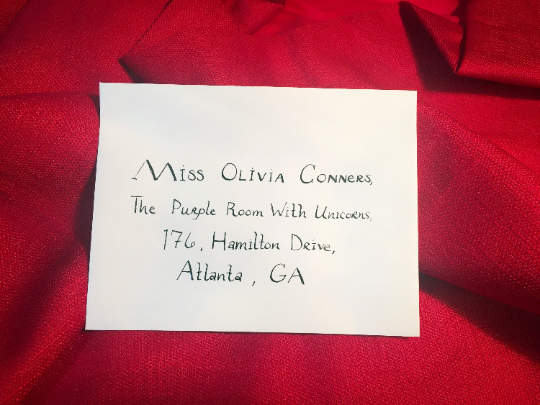 Miss Olivia Conners,
The Purple Room With Unicorns,
176, Hamilton Drive,
Atlanta, GA